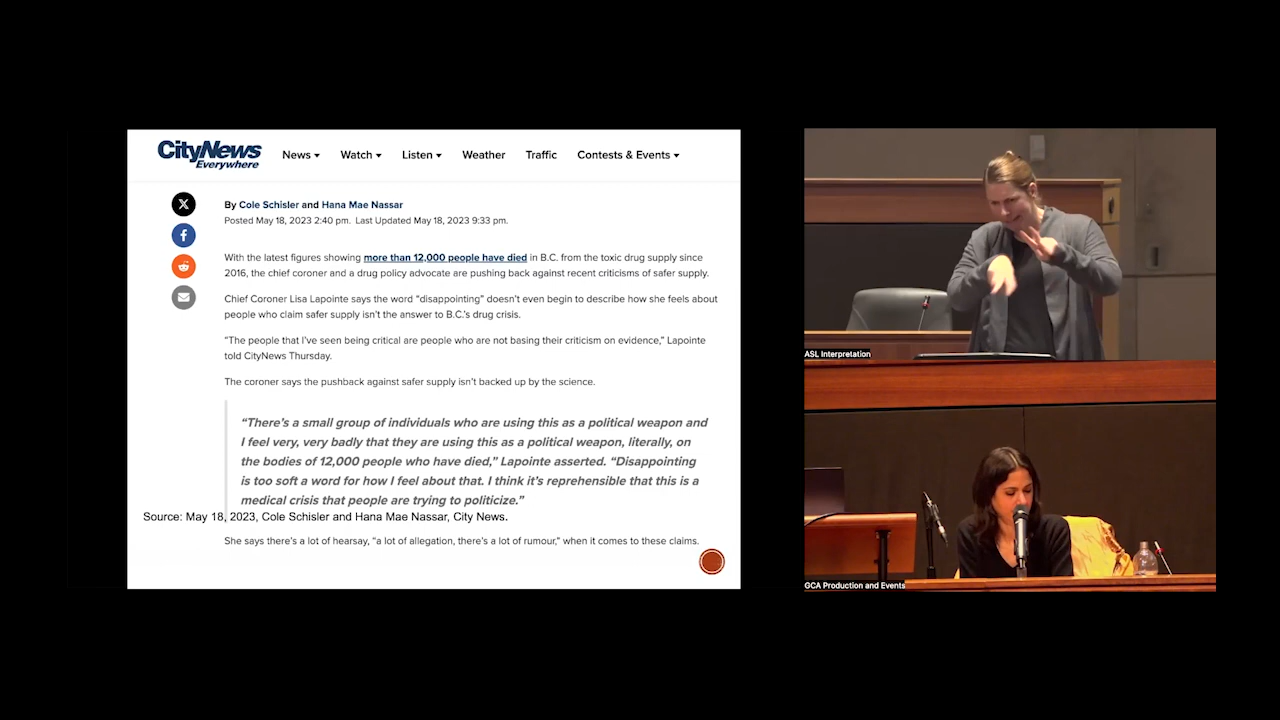 CityNews
Everywhere
News Watch Listen Weather Traffic Contests & Events
By Cole Schisler and Hana Mae Nassar
Posted May 18, 2023 2:40 pm. Last Updated May 18, 2023 9:33 pm.
With the latest figures showing more than 12,000 people have died in B.C. from the toxic drug supply since
2016, the chief coroner and a drug policy advocate are pushing back against recent criticisms of safer supply.
Chief Coroner Lisa Lapointe says the word “disappointing” doesn’t even begin to describe how she feels about
people who claim safer supply isn’t the answer to B.C.’s drug crisis.
“The people that I’ve seen being critical are people who are not basing their criticism on evidence,” Lapointe
told CityNews Thursday.
The coroner says the pushback against safer supply isn’t backed up by the science.
“There’s a small group of individuals who are using this as a political weapon and
I feel very, very badly that they are using this as a political weapon, literally, on
the bodies of 12,000 people who have died,” Lapointe asserted. “Disappointing
is too soft a word for how I feel about that. I think it’s reprehensible that this is a
medical crisis that people are trying to politicize.”
Source: May 18, 2023, Cole Schisler and Hana Mae Nassar, City News.
She says there’s a lot of hearsay, “a lot of allegation, there’s a lot of rumour,” when it comes to these claims.
ASL Interpretation
GCA Production and Events